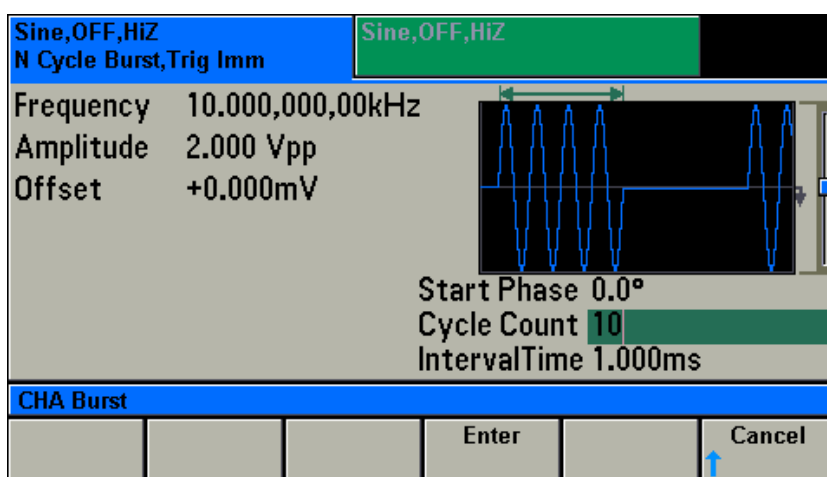 Sine,OFF,HiZ
N Cycle Burst,Trig Imm
Sine,OFF,HiZ
Frequency 10.000,000,00kHz
Amplitude 2.000 Vpp
Offset +0.000mV
Start Phase 0.0°
Cycle Count 10
IntervalTime 1.000ms
CHA Burst
Enter
Cancel